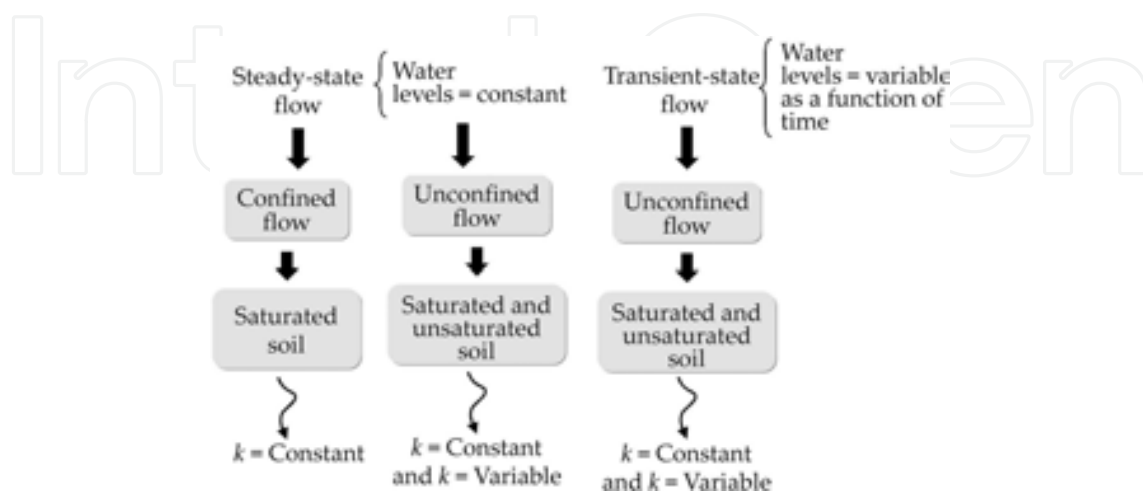 Steady-state
flow
Water
levels = constant
Transient-state
flow
Water
levels = variable
as a function of
time
Confined
flow
Unconfined
flow
Unconfined
flow
Saturated
soil
Saturated and
unsaturated
soil
Saturated and
unsaturated
soil
k = Constant
k = Constant
and k = Variable
k = Constant
and k = Variable